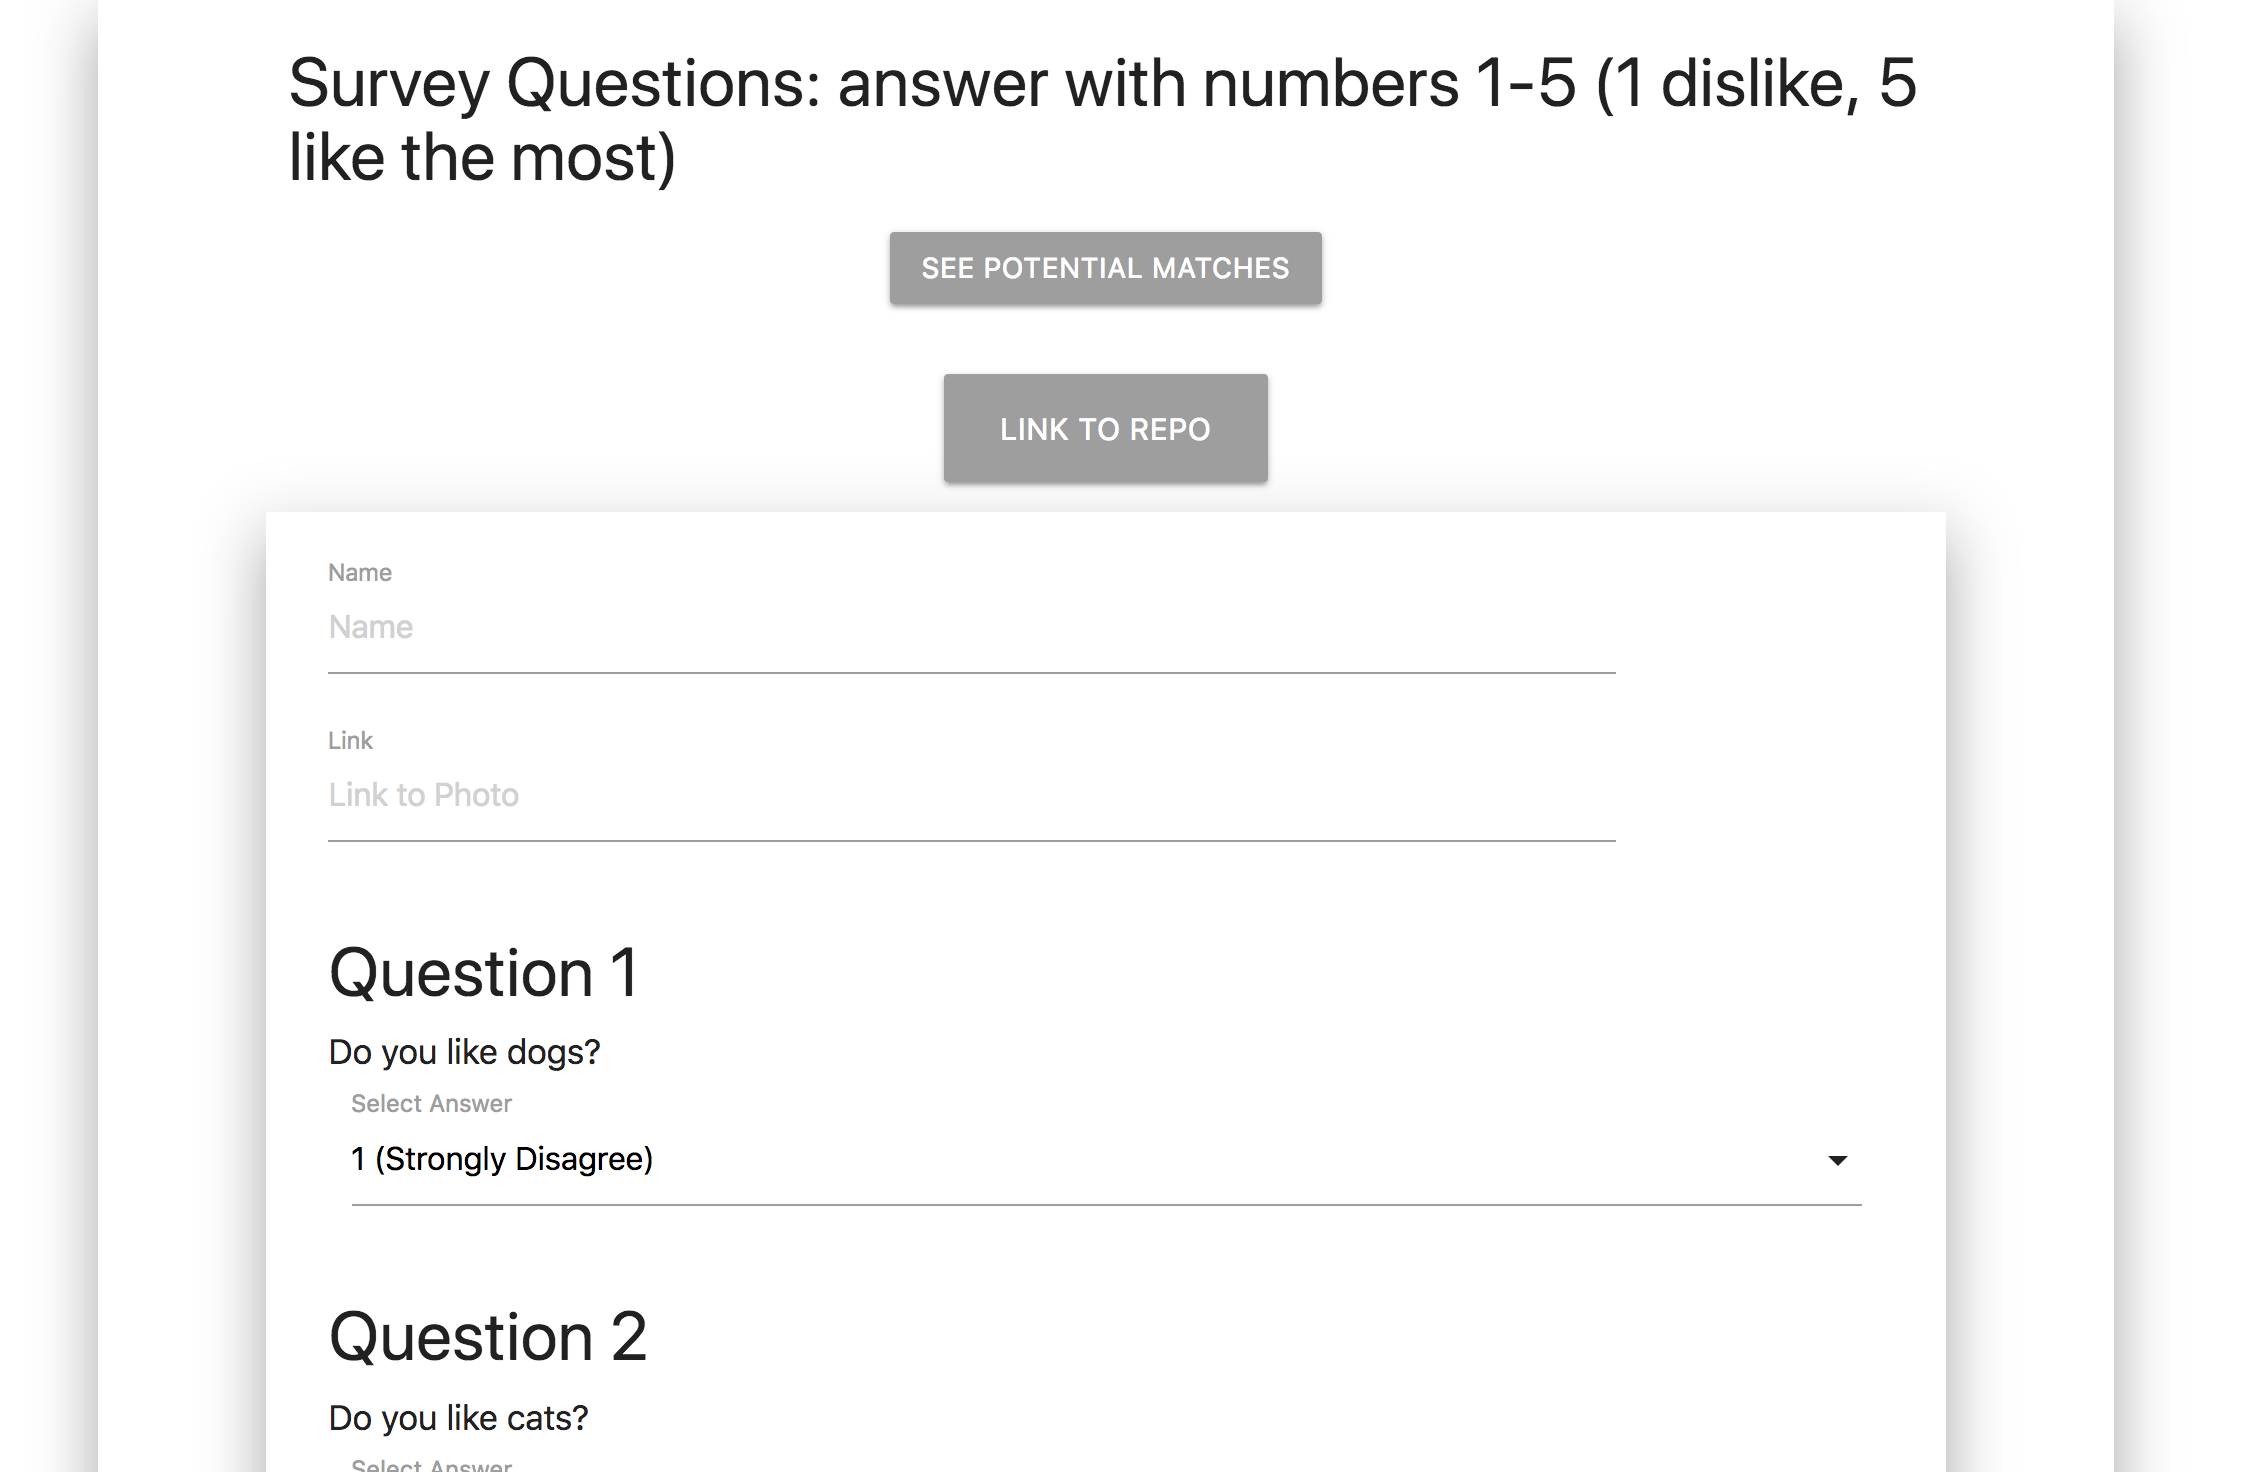 Survey Questions: answer with numbers 1-5 (1 dislike, 5
like the most)
SEE POTENTIAL MATCHES
LINK TO REPO
Name
Name
Link
Link to Photo
Question 1
Do you like dogs?
Select Answer
1 (Strongly Disagree)
Question 2
Do you like cats?
Select Answer